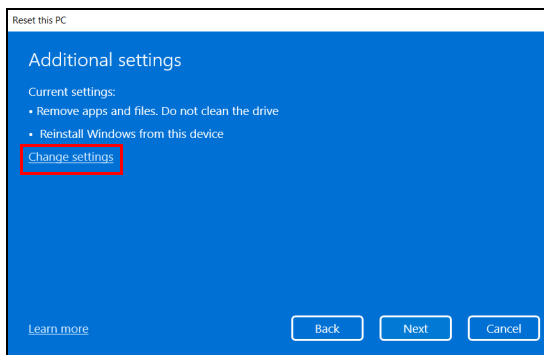 Reset this PC
Additional settings
Current settings:
▪ Remove apps and files. Do not clean the drive
▪ Reinstall Windows from this device
Change settings
Learn more
Back
Next
Cancel